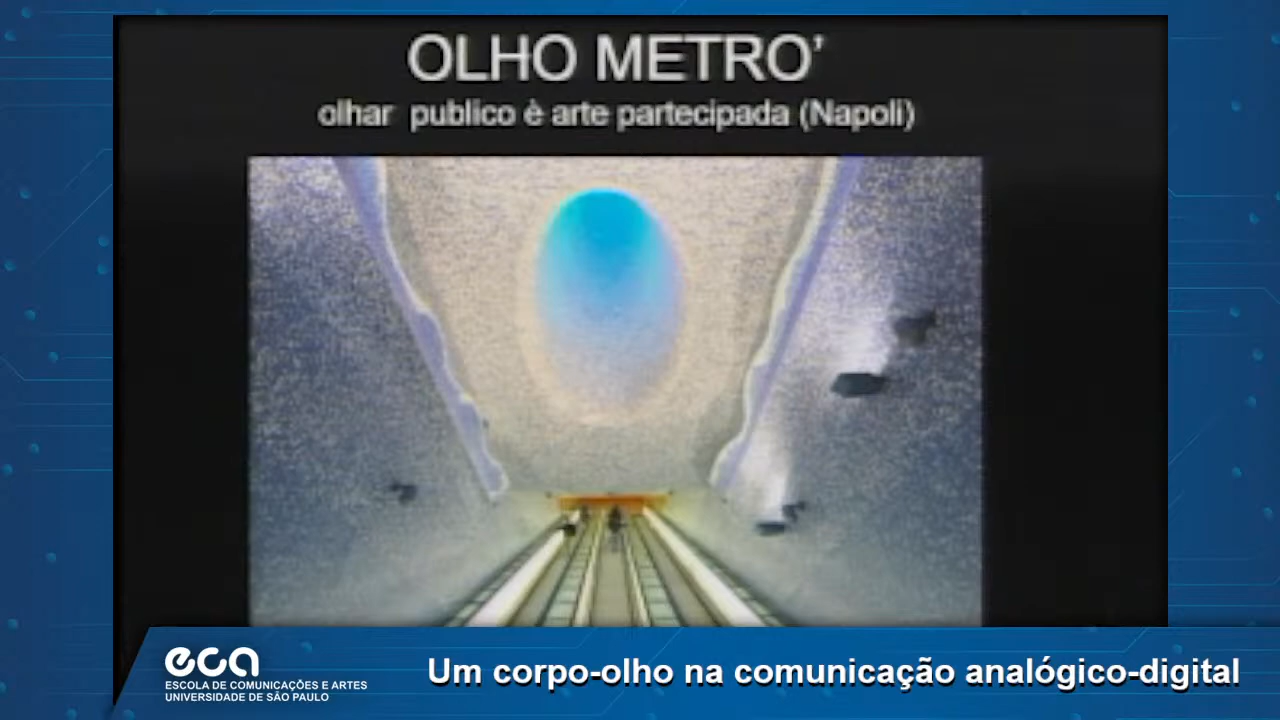 OLHO METRO'
olhar publico è arte partecipada (Napoli)
eca
ESCOLA DE COMUNICAÇÕES E ARTES
UNIVERSIDADE DE SÃO PAULO
Um corpo-olho na comunicação analógico-digital